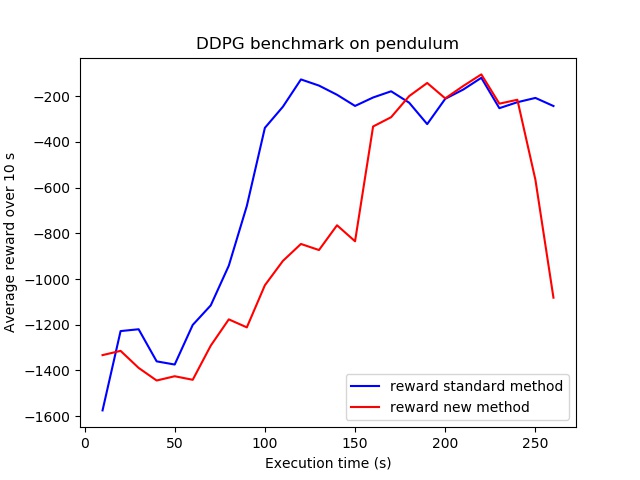 DDPG benchmark on pendulum
Average reward over 10 s
−200
−400
−600
−800
−1000
−1200
−1400
−1600
0
50
100
150
200
250
Execution time (s)
reward standard method
reward new method